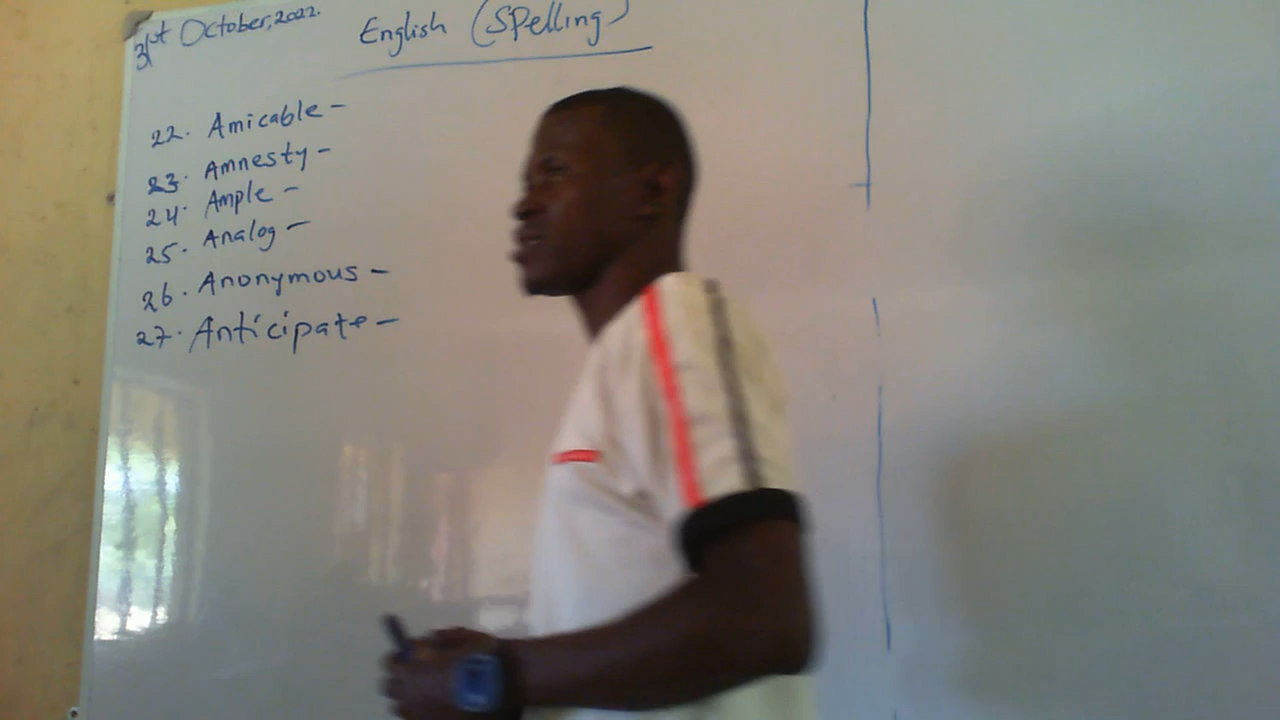 31st October, 2022.
English (Spelling)
22. Amicable -
23. Amnesty -
24. Ample -
25. Analog -
26. Anonymous -
27. Anticipate -